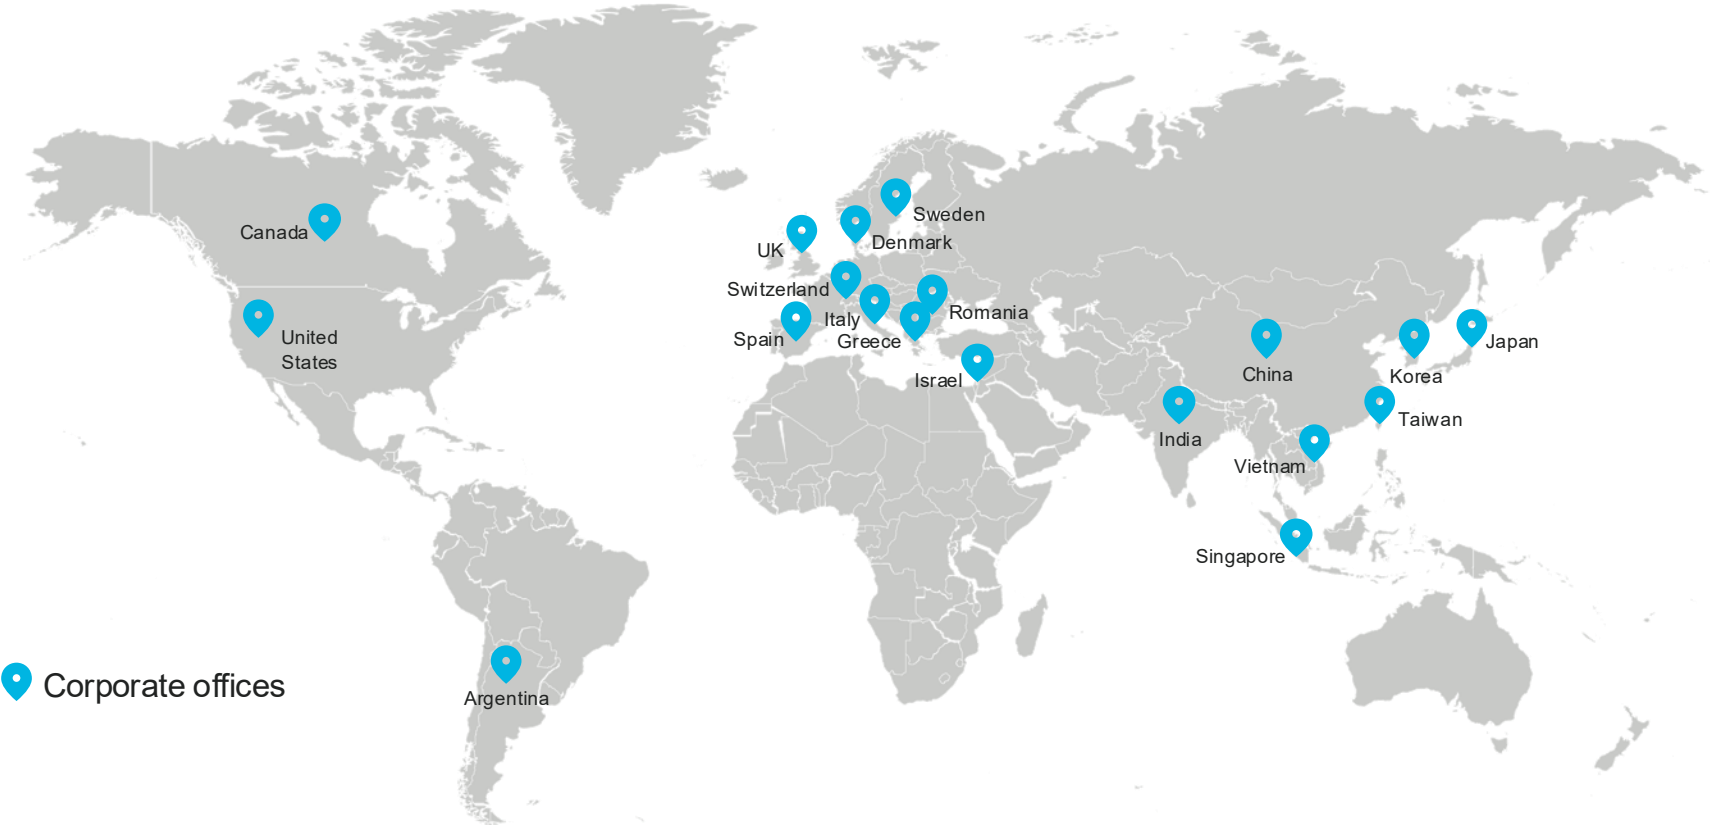 Canada
United
States
Argentina
Sweden
UK
Denmark
Switzerland
Italy
Romania
Spain
Greece
Israel
China
Korea
Japan
India
Taiwan
Vietnam
Singapore
Corporate offices